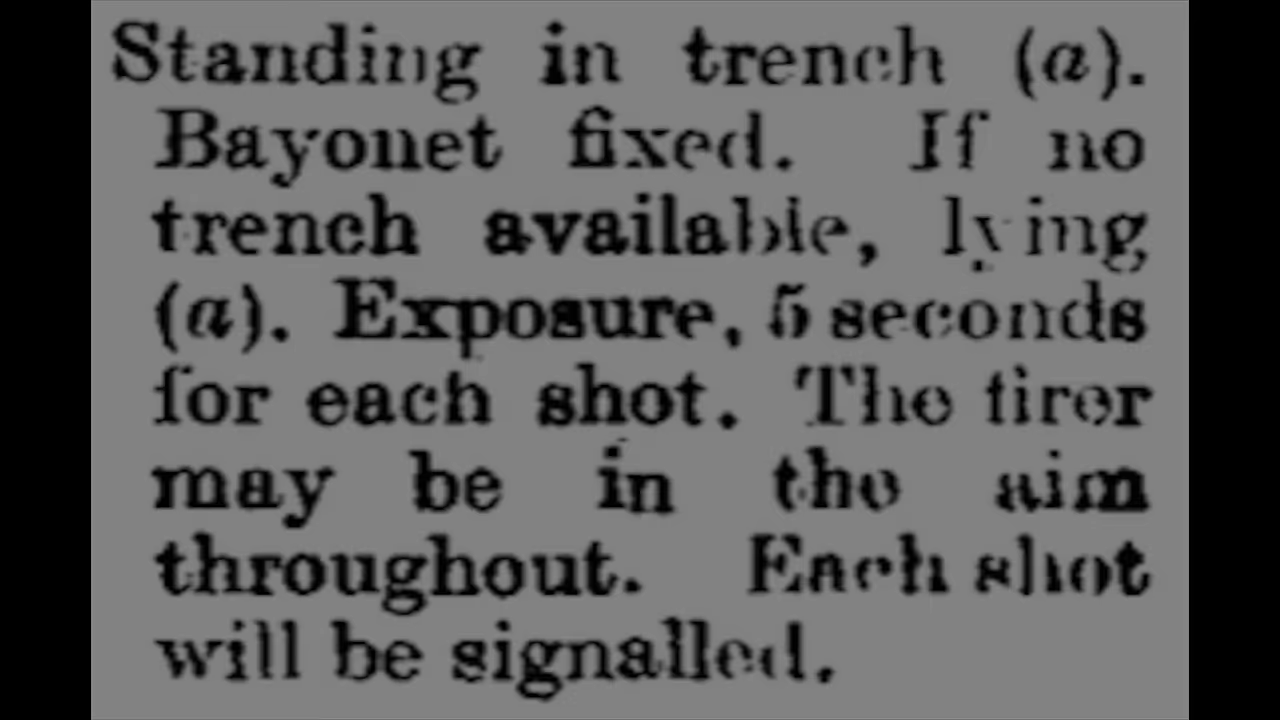 Standing in trench (a).
Bayonet fixed. If no
trench available, lying
(a). Exposure, 5 seconds
for each shot. The firer
may be in the aim
throughout. Each shot
will be signalled.